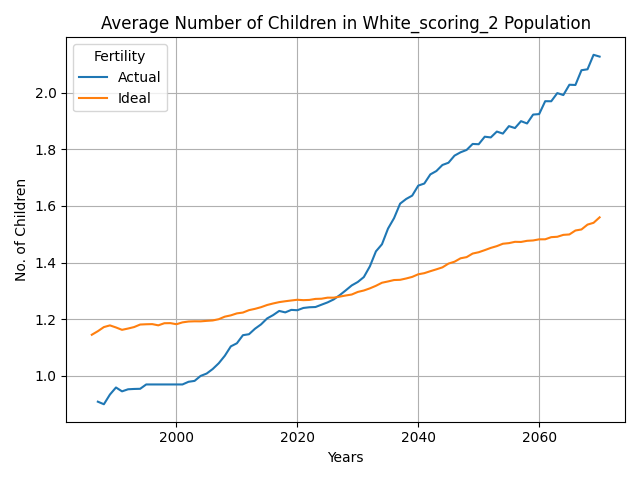 Average Number of Children in White_scoring_2 Population
Fertility
Actual
Ideal
No. of Children
2.0
1.8
1.6
1.4
1.2
1.0
2000 2020 2040 2060
Years